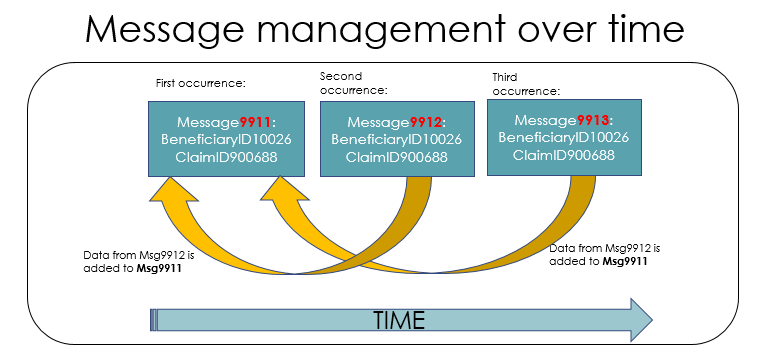 Message management over time
First occurrence:
Second
occurrence:
Third
occurrence:
Message9911:
BeneficiaryID10026
ClaimID900688
Message9912:
BeneficiaryID10026
ClaimID900688
Message9913:
BeneficiaryID10026
ClaimID900688
Data from Msg9912 is
added to Msg9911
Data from Msg9912 is
added to Msg9911
TIME